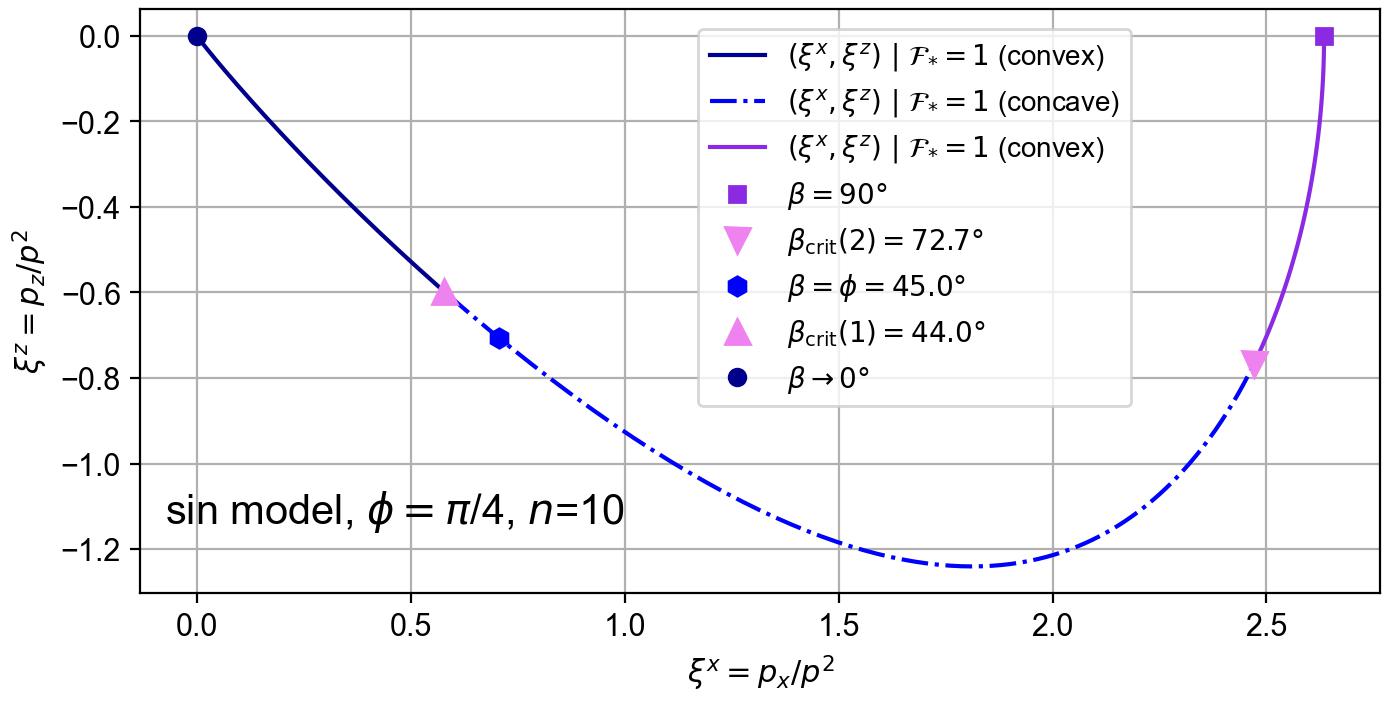 0.0
−0.2
−0.4
−0.6
−0.8
−1.0
−1.2
ξ^z = p_z/p^2
(ξ^x, ξ^z) | ℱ_* = 1 (convex)
(ξ^x, ξ^z) | ℱ_* = 1 (concave)
(ξ^x, ξ^z) | ℱ_* = 1 (convex)
β = 90°
β_crit(2) = 72.7°
β = ϕ = 45.0°
β_crit(1) = 44.0°
β → 0°
sin model, ϕ = π/4, n=10
0.0 0.5 1.0 1.5 2.0 2.5
ξ^x = p_x/p^2